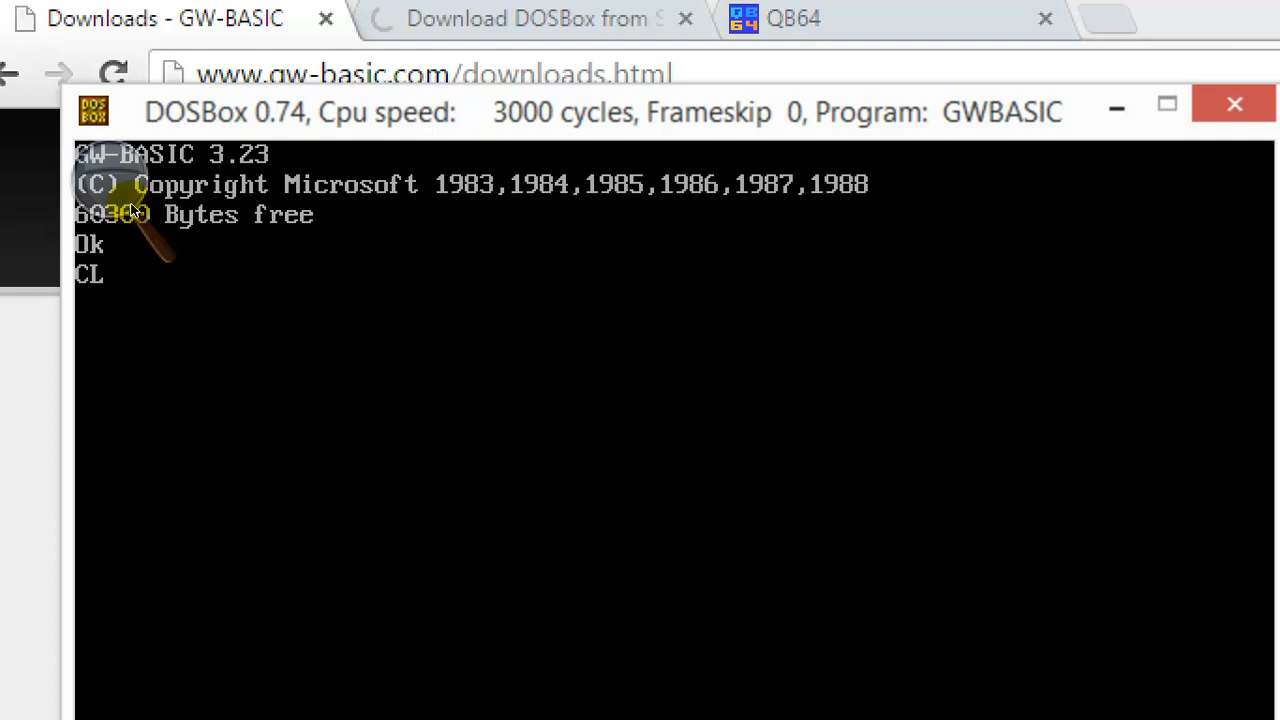 Downloads - GW-BASIC
Download DOSBox from S
QB64
www.gw-basic.com/downloads.html
DOSBox 0.74, Cpu speed: 3000 cycles, Frameskip 0, Program: GWBASIC
GW-BASIC 3.23
(C) Copyright Microsoft 1983,1984,1985,1986,1987,1988
60300 Bytes free
Ok
CL